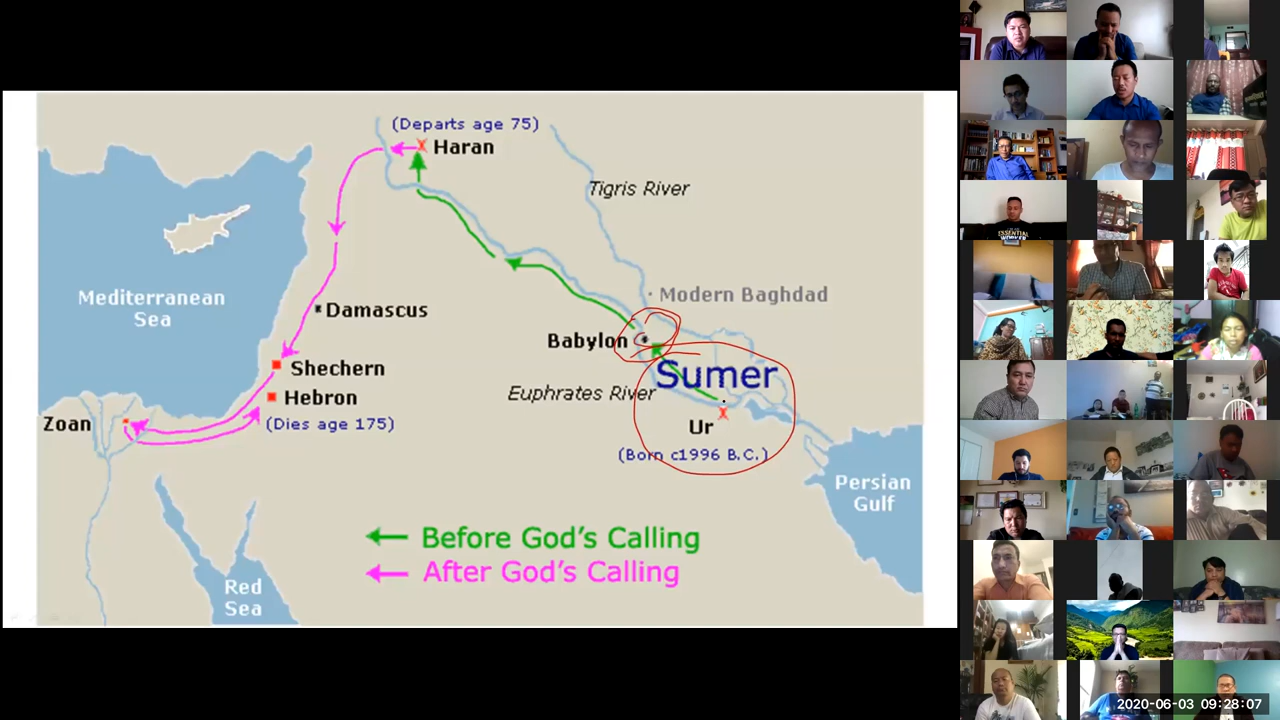 (Departs age 75)
Haran
Tigris River
Mediterranean
Sea
Modern Baghdad
Damascus
Babylon
Shechern
Sumer
Euphrates River
Hebron
Zoan
(Dies age 175)
Ur
(Born c1996 B.C.)
Persian
Gulf
Before God's Calling
After God's Calling
Red
Sea
ESSENTIAL
WORKER
2020-06-03 09:28:07